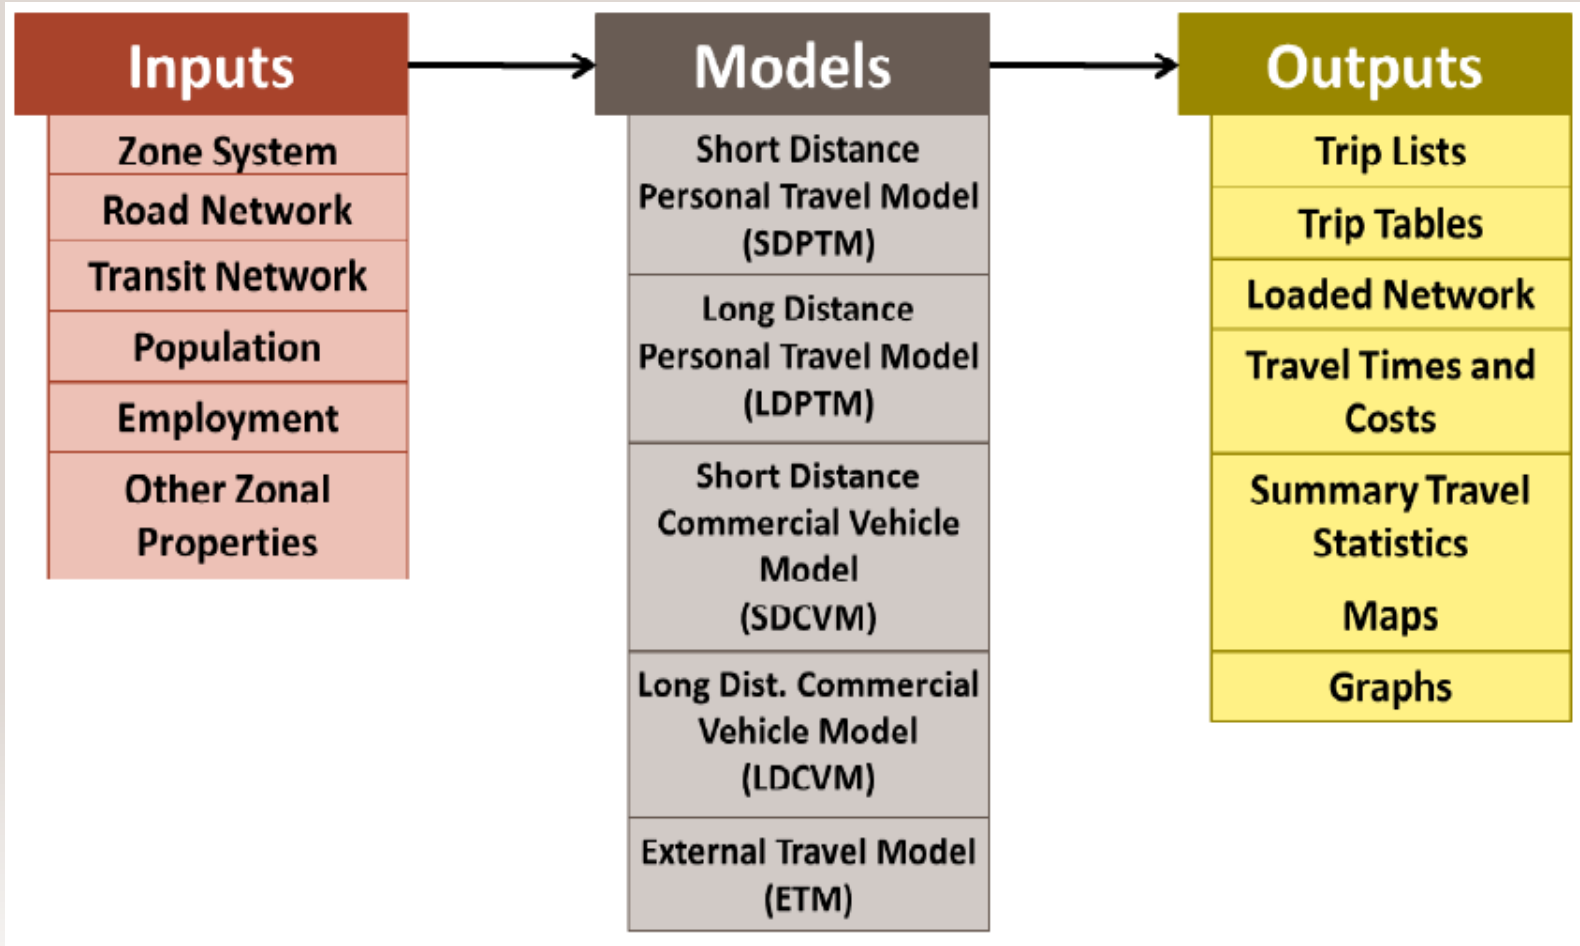 Inputs
Zone System
Road Network
Transit Network
Population
Employment
Other Zonal
Properties
Models
Short Distance
Personal Travel Model
(SDPTM)
Long Distance
Personal Travel Model
(LDPTM)
Short Distance
Commercial Vehicle
Model
(SDCVM)
Long Dist. Commercial
Vehicle Model
(LDCVM)
External Travel Model
(ETM)
Outputs
Trip Lists
Trip Tables
Loaded Network
Travel Times and
Costs
Summary Travel
Statistics
Maps
Graphs